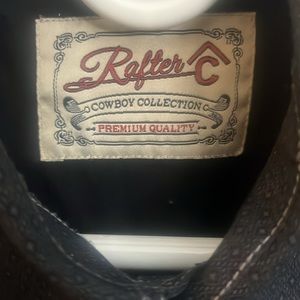 Rafter C
COWBOY COLLECTION
PREMIUM QUALITY